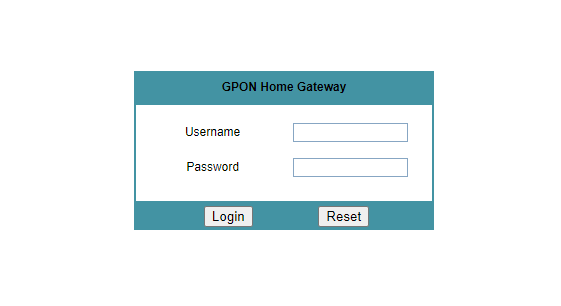 GPON Home Gateway
Username
Password
Login Reset